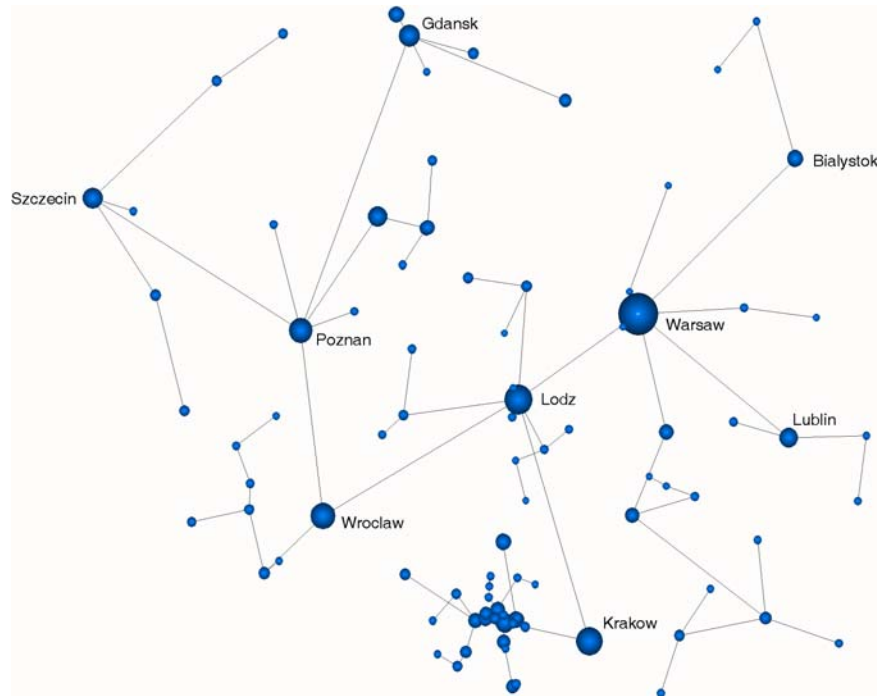 Gdansk
Bialystok
Szczecin
Warsaw
Poznan
Lodz
Lublin
Wroclaw
Krakow